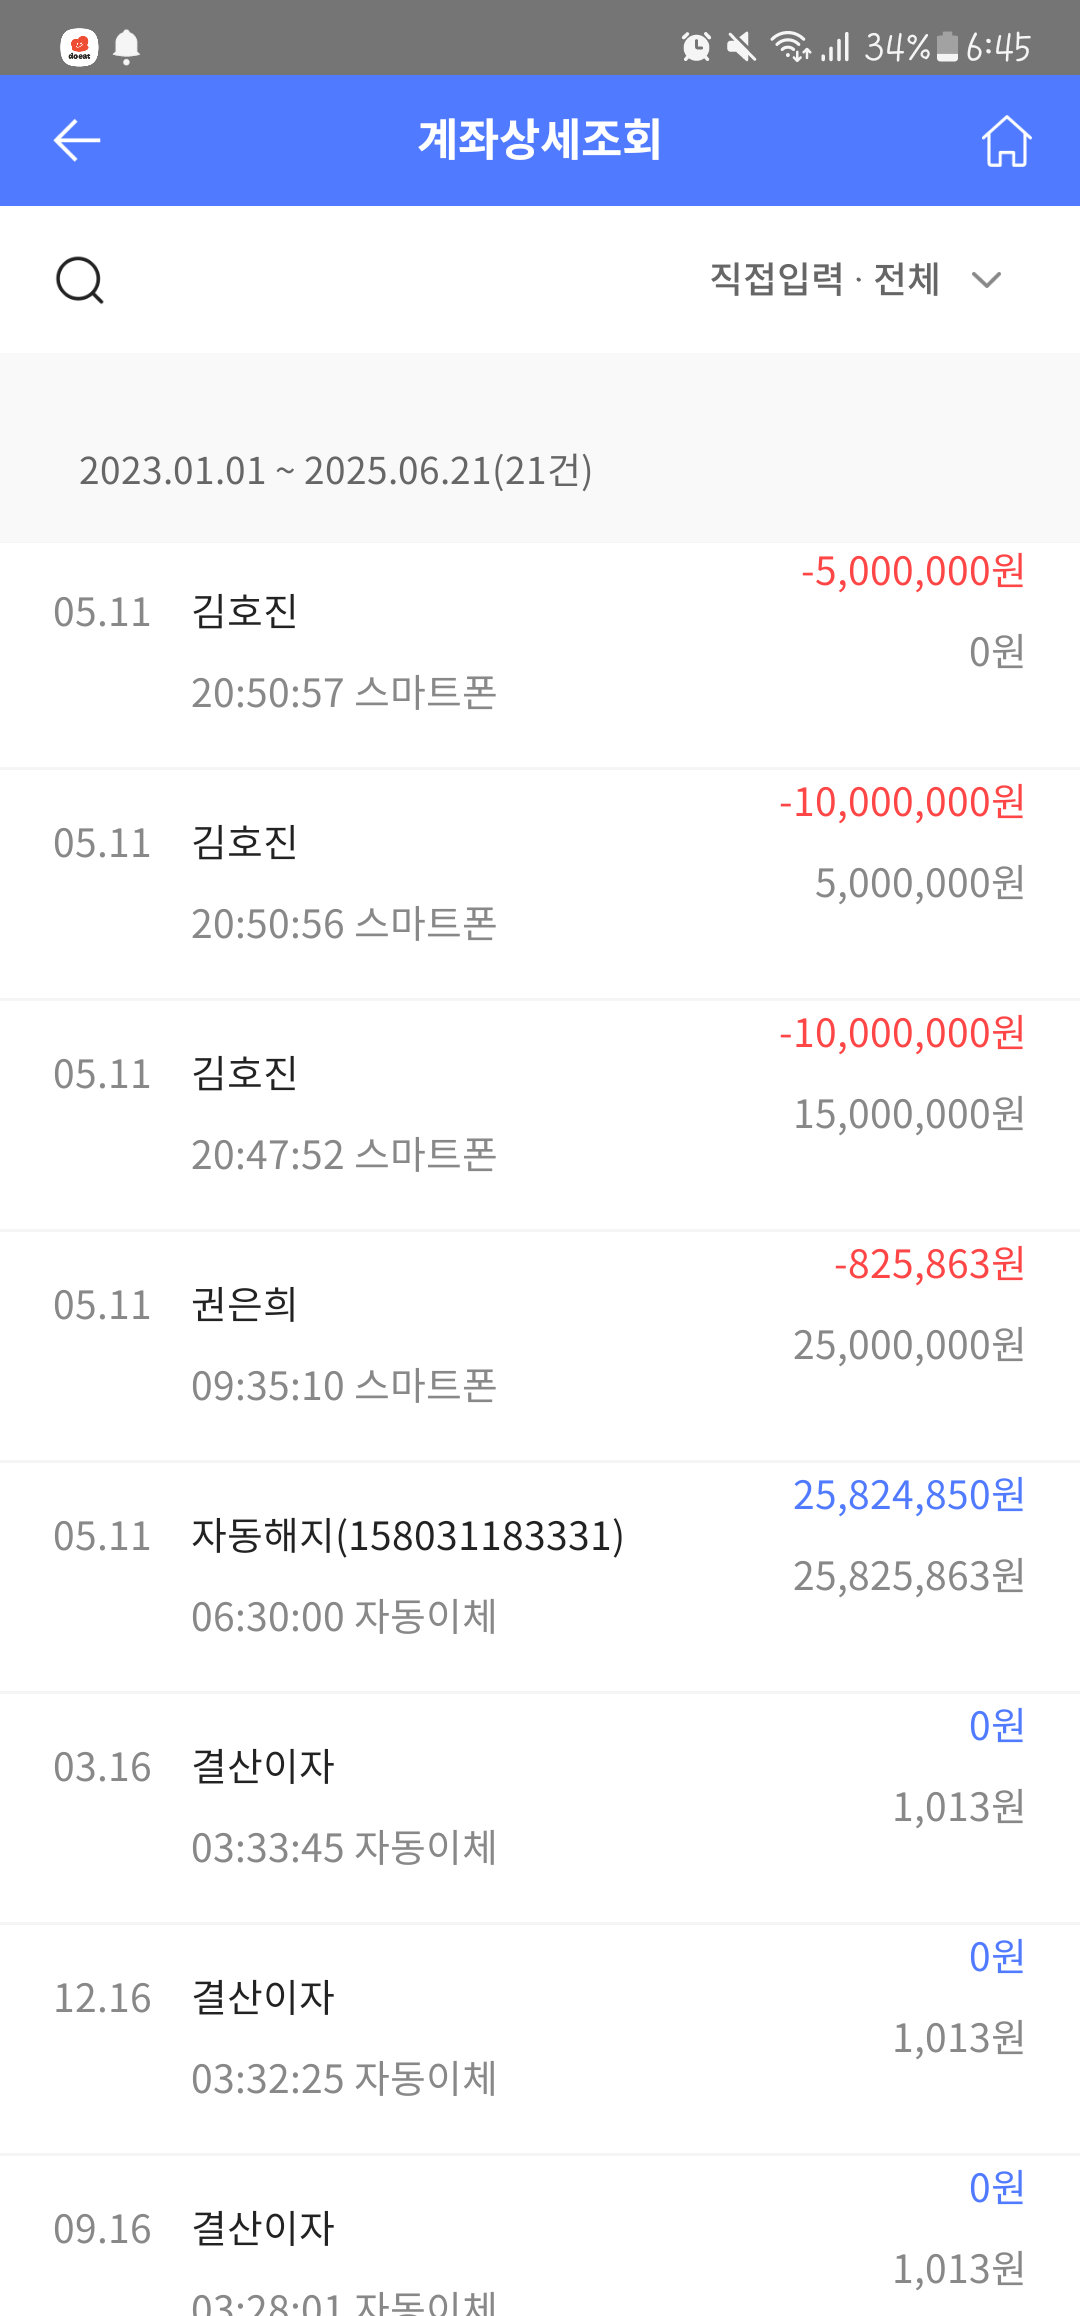 doeat 34% 6:45
계좌상세조회
직접입력 · 전체
2023.01.01 ~ 2025.06.21(21건)
-5,000,000원
05.11 김호진
0원
20:50:57 스마트폰
-10,000,000원
05.11 김호진
5,000,000원
20:50:56 스마트폰
-10,000,000원
05.11 김호진
15,000,000원
20:47:52 스마트폰
-825,863원
05.11 권은희
25,000,000원
09:35:10 스마트폰
25,824,850원
05.11 자동해지(158031183331)
25,825,863원
06:30:00 자동이체
0원
03.16 결산이자
1,013원
03:33:45 자동이체
0원
12.16 결산이자
1,013원
03:32:25 자동이체
0원
09.16 결산이자
1,013원
03:28:01 자동이체